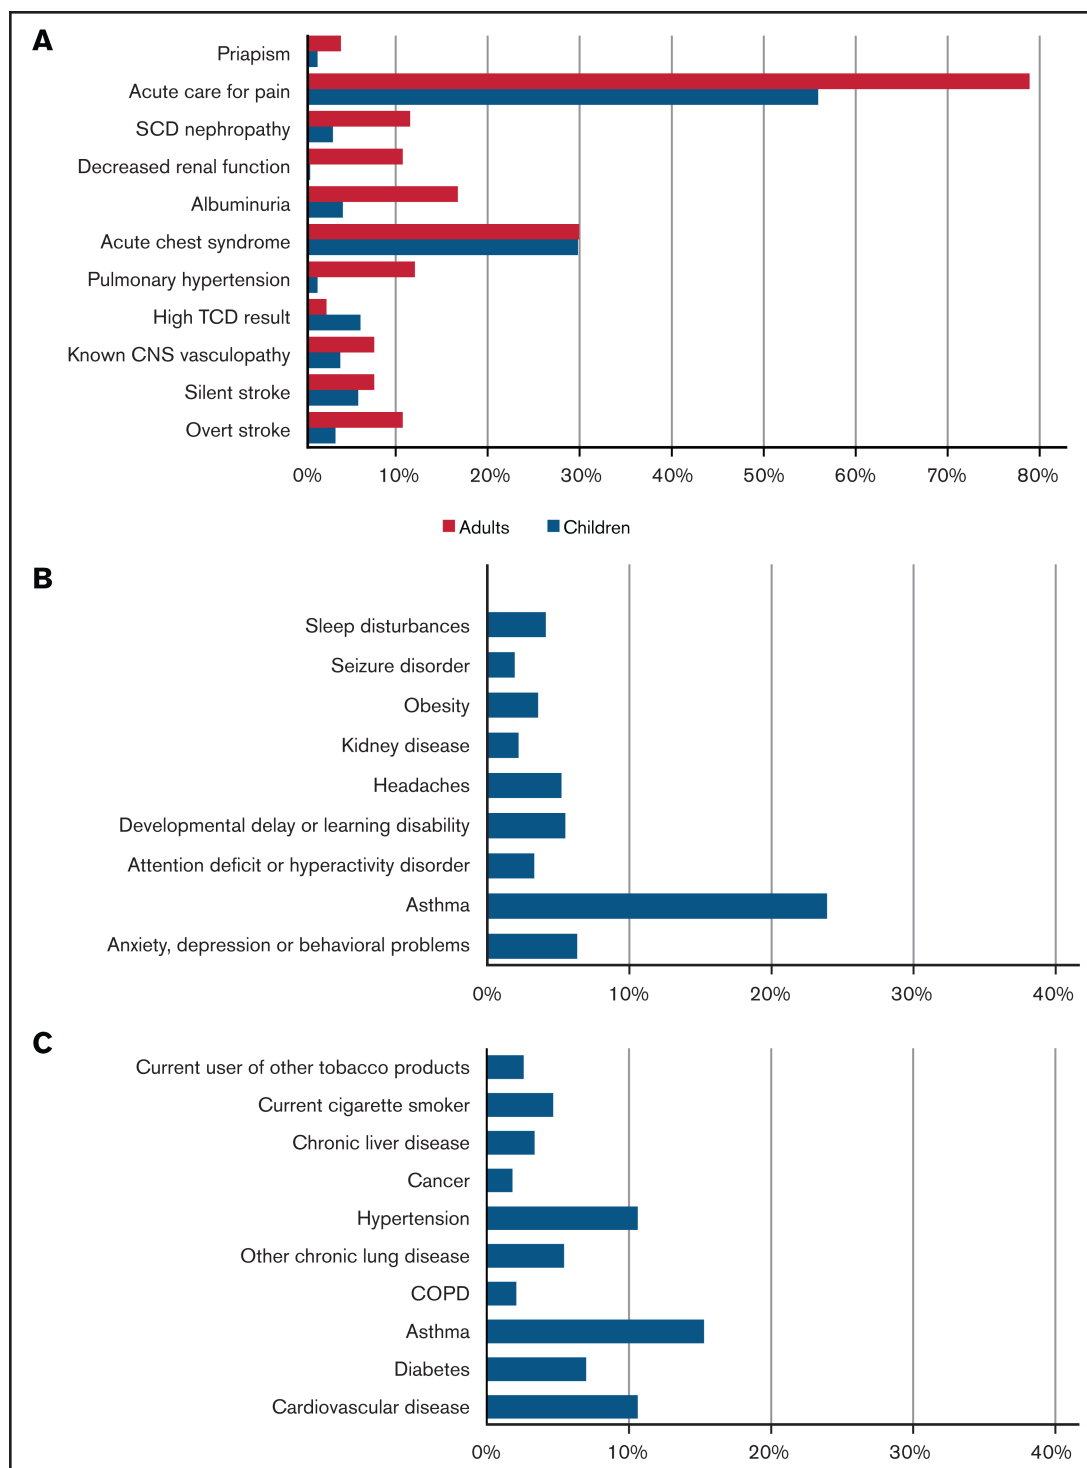 A
Priapism
Acute care for pain
SCD nephropathy
Decreased renal function
Albuminuria
Acute chest syndrome
Pulmonary hypertension
High TCD result
Known CNS vasculopathy
Silent stroke
Overt stroke
0% 10% 20% 30% 40% 50% 60% 70% 80%
Adults Children
B
Sleep disturbances
Seizure disorder
Obesity
Kidney disease
Headaches
Developmental delay or learning disability
Attention deficit or hyperactivity disorder
Asthma
Anxiety, depression or behavioral problems
0% 10% 20% 30% 40%
C
Current user of other tobacco products
Current cigarette smoker
Chronic liver disease
Cancer
Hypertension
Other chronic lung disease
COPD
Asthma
Diabetes
Cardiovascular disease
0% 10% 20% 30% 40%